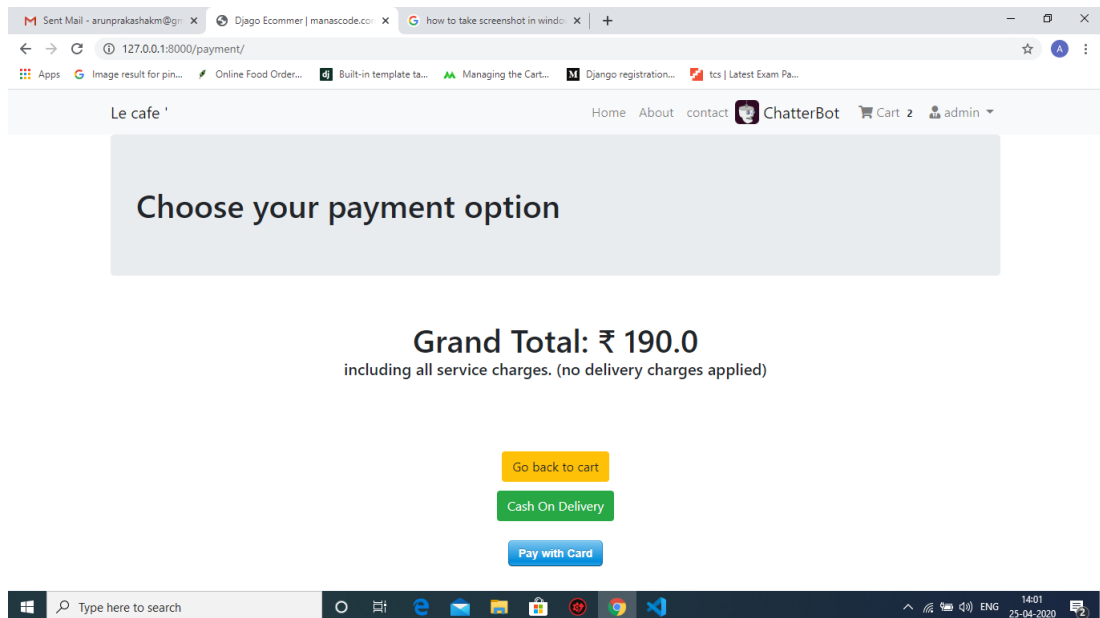 Sent Mail - arunprakashakm@gm
Djago Ecommer | manascode.con
how to take screenshot in windo
127.0.0.1:8000/payment/
A
Apps
Image result for pin...
Online Food Order...
dj Built-in template ta...
Managing the Cart...
M Django registration...
tcs | Latest Exam Pa...
Le cafe '
Home About contact ChatterBot Cart 2 admin
Choose your payment option
Grand Total: ₹ 190.0
including all service charges. (no delivery charges applied)
Go back to cart
Cash On Delivery
Pay with Card
Type here to search
ENG
14:01
25-04-2020
2